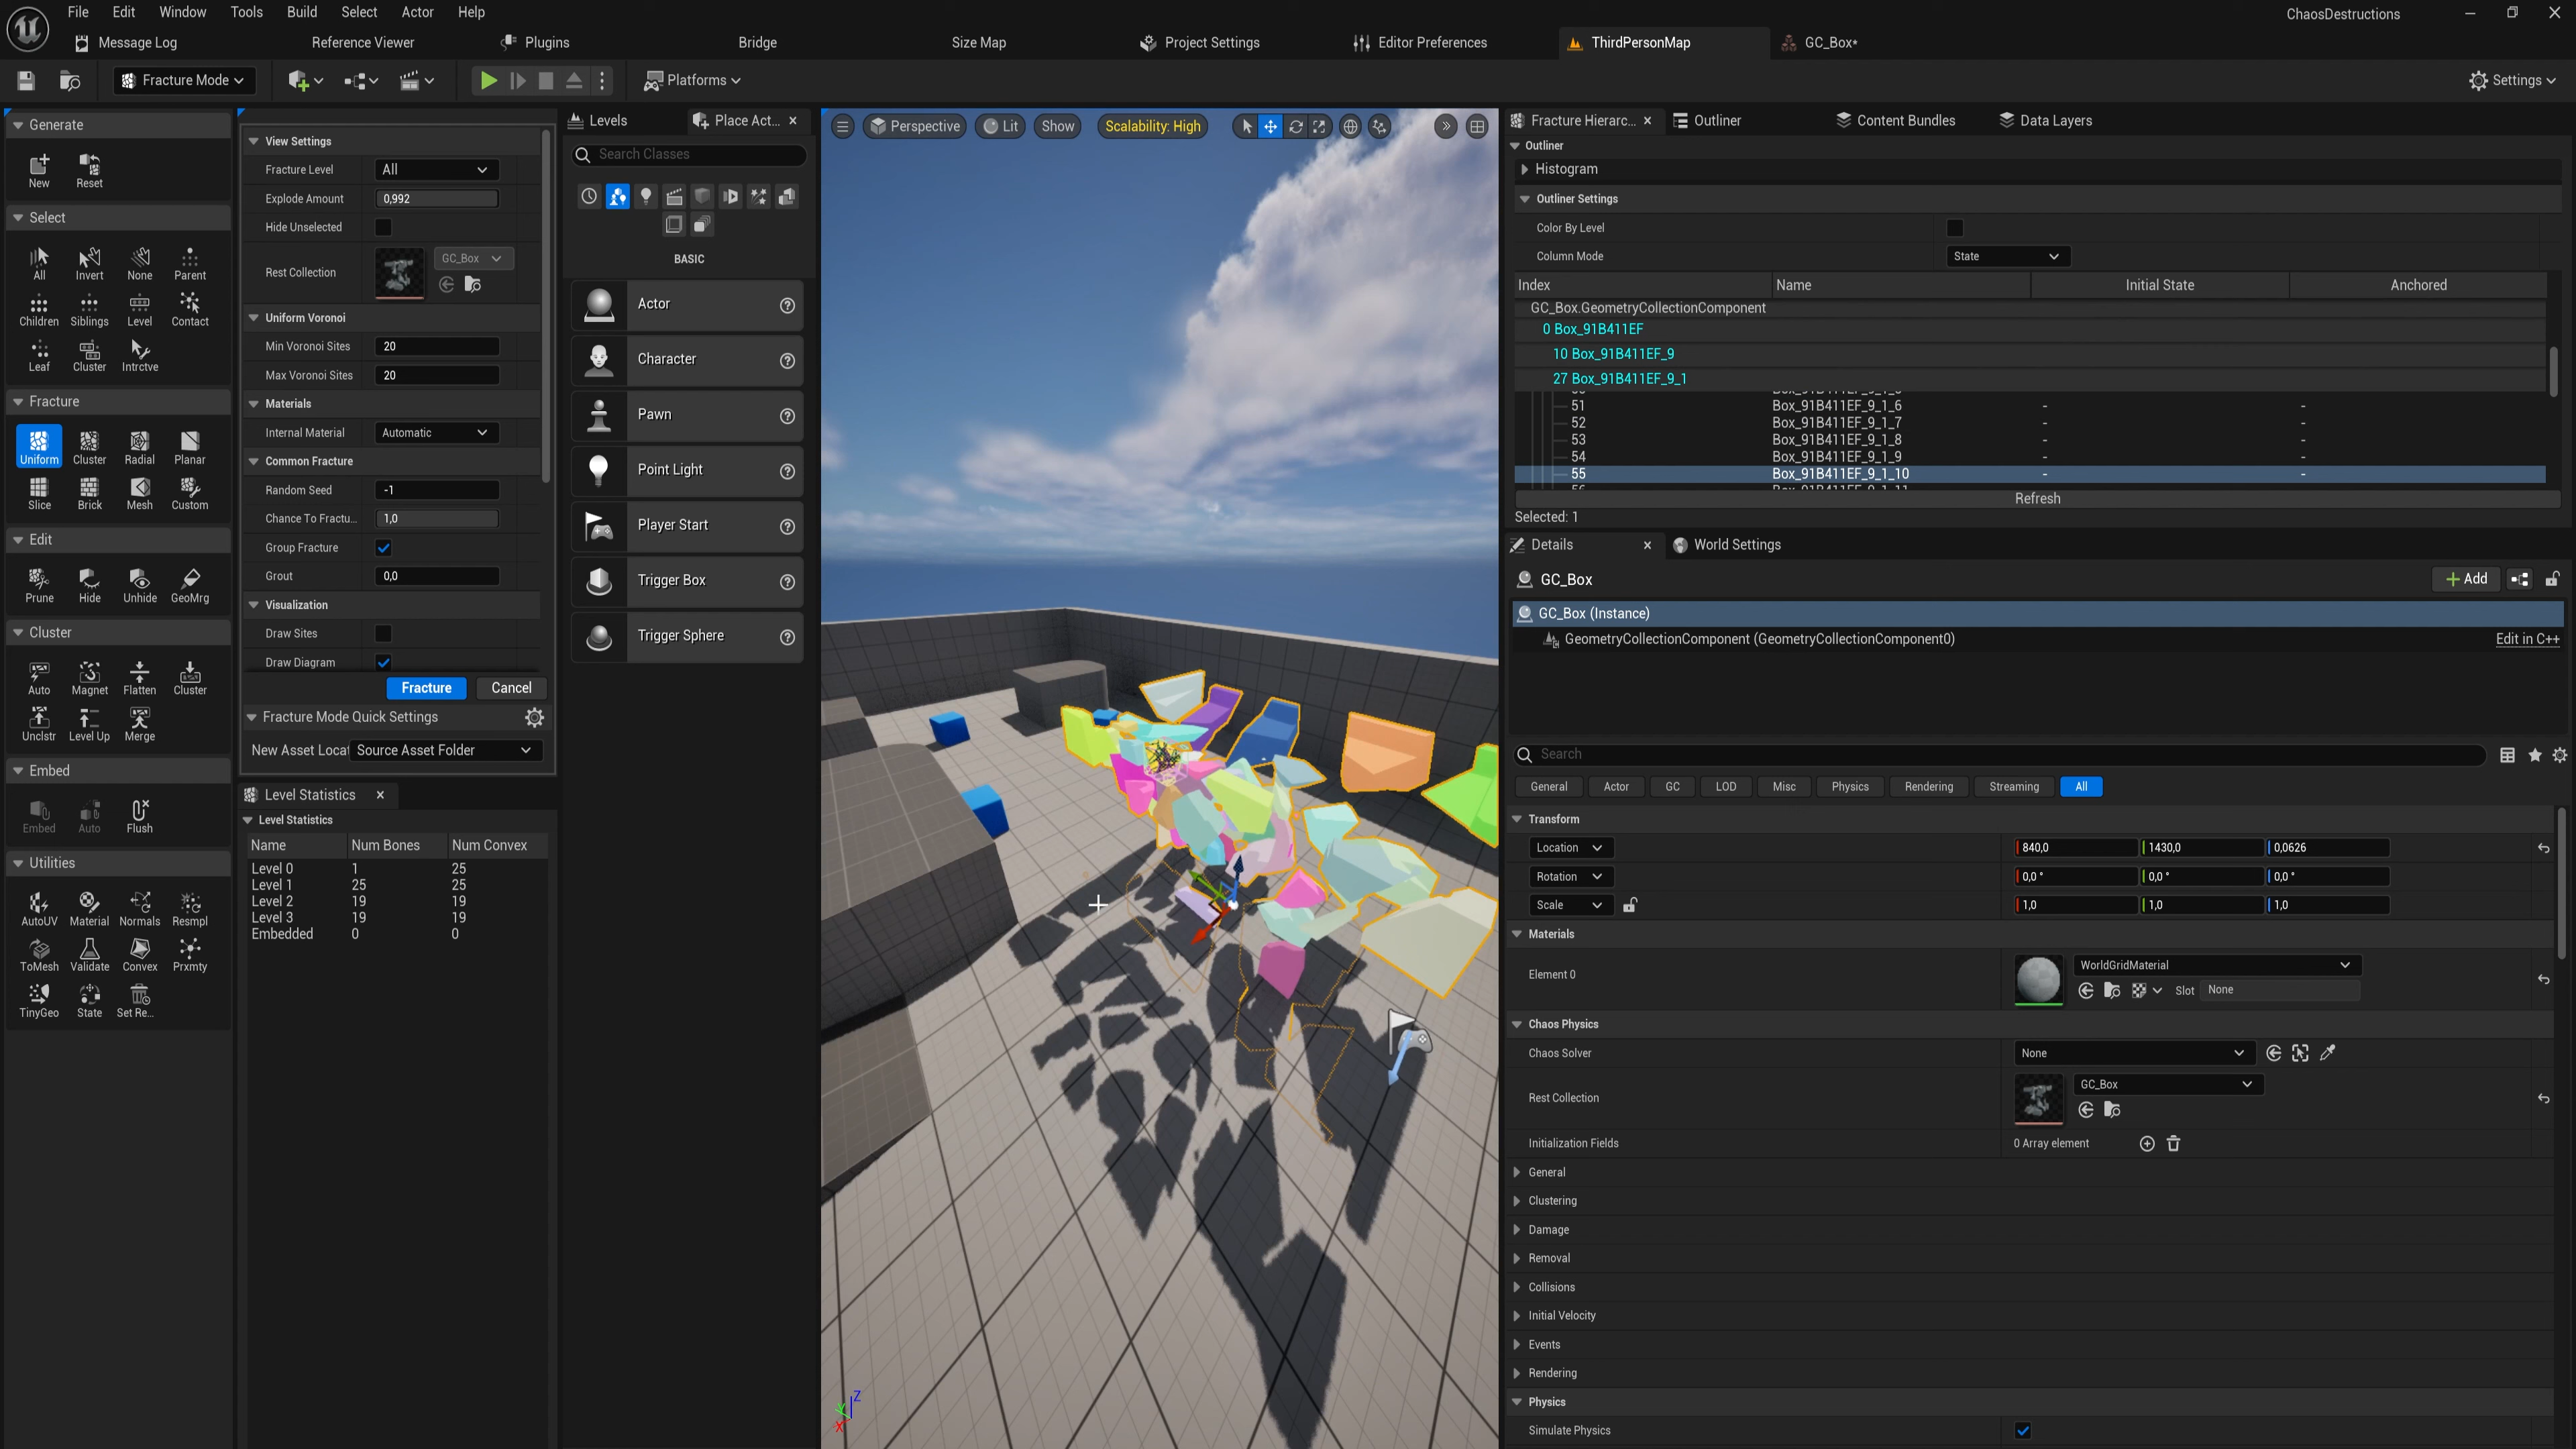 File Edit Window Tools Build Select Actor Help
ChaosDestructions
Message Log Reference Viewer Plugins Bridge Size Map Project Settings Editor Preferences ThirdPersonMap GC_Box*
Fracture Mode Platforms Settings
Generate
New Reset
Select
All Invert None Parent
Children Siblings Level Contact
Leaf Cluster Intrctve
Fracture
Uniform Cluster Radial Planar
Slice Brick Mesh Custom
Edit
Prune Hide Unhide GeoMrg
Cluster
Auto Magnet Flatten Cluster
Unclstr Level Up Merge
Embed
Embed Auto Flush
Utilities
AutoUV Material Normals Resmpl
ToMesh Validate Convex Prxmty
TinyGeo State Set Re...
View Settings
Fracture Level All
Explode Amount 0,992
Hide Unselected
Rest Collection GC_Box
Uniform Voronoi
Min Voronoi Sites 20
Max Voronoi Sites 20
Materials
Internal Material Automatic
Common Fracture
Random Seed -1
Chance To Fractu... 1,0
Group Fracture
Grout 0,0
Visualization
Draw Sites
Draw Diagram
Fracture Cancel
Fracture Mode Quick Settings
New Asset Locat Source Asset Folder
Level Statistics
Level Statistics
Name Num Bones Num Convex
Level 0 1 25
Level 1 25 25
Level 2 19 19
Level 3 19 19
Embedded 0 0
Levels Place Act...
Search Classes
BASIC
Actor
Character
Pawn
Point Light
Player Start
Trigger Box
Trigger Sphere
Perspective Lit Show Scalability: High
Z
X
Fracture Hierarc... Outliner Content Bundles Data Layers
Outliner
Histogram
Outliner Settings
Color By Level
Column Mode State
Index Name Initial State Anchored
GC_Box.GeometryCollectionComponent
0 Box_91B411EF
10 Box_91B411EF_9
27 Box_91B411EF_9_1
51 Box_91B411EF_9_1_6 - -
52 Box_91B411EF_9_1_7 - -
53 Box_91B411EF_9_1_8 - -
54 Box_91B411EF_9_1_9 - -
55 Box_91B411EF_9_1_10 - -
Refresh
Selected: 1
Details World Settings
GC_Box + Add
GC_Box (Instance)
GeometryCollectionComponent (GeometryCollectionComponent0) Edit in C++
Search
General Actor GC LOD Misc Physics Rendering Streaming All
Transform
Location 840,0 1430,0 0,0626
Rotation 0,0 ° 0,0 ° 0,0 °
Scale 1,0 1,0 1,0
Materials
Element 0 WorldGridMaterial
Slot None
Chaos Physics
Chaos Solver None
Rest Collection GC_Box
Initialization Fields 0 Array element
General
Clustering
Damage
Removal
Collisions
Initial Velocity
Events
Rendering
Physics
Simulate Physics